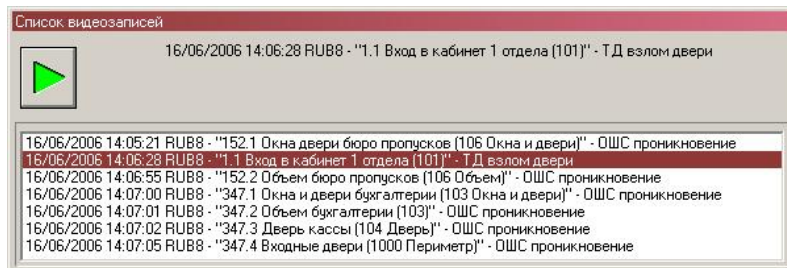 Список видеозаписей
16/06/2006 14:06:28 RUB8 - "1.1 Вход в кабинет 1 отдела (101)" - ТД взлом двери
16/06/2006 14:05:21 RUB8 - "152.1 Окна двери бюро пропусков (106 Окна и двери)" - ОШС проникновение
16/06/2006 14:06:28 RUB8 - "1.1 Вход в кабинет 1 отдела (101)" - ТД взлом двери
16/06/2006 14:06:55 RUB8 - "152.2 Объем бюро пропусков (106 Объем)" - ОШС проникновение
16/06/2006 14:07:00 RUB8 - "347.1 Окна и двери бухгалтерии (103 Окна и двери)" - ОШС проникновение
16/06/2006 14:07:01 RUB8 - "347.2 Объем бухгалтерии (103)" - ОШС проникновение
16/06/2006 14:07:02 RUB8 - "347.3 Дверь кассы (104 Дверь)" - ОШС проникновение
16/06/2006 14:07:05 RUB8 - "347.4 Входные двери (1000 Периметр)" - ОШС проникновение